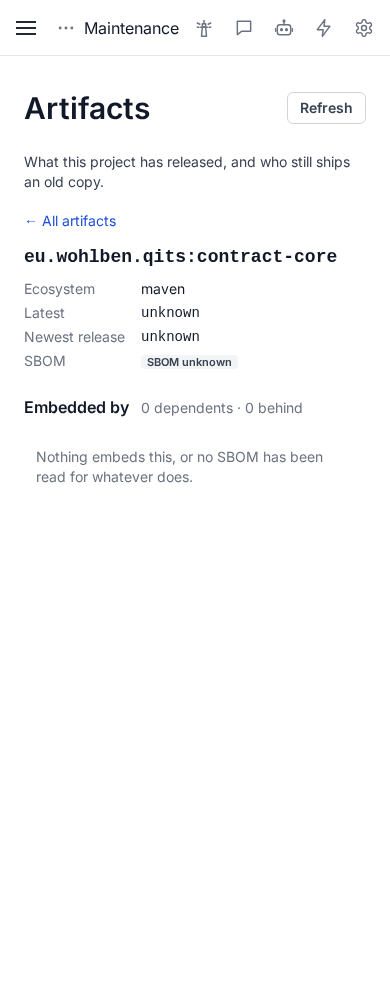 Maintenance
Artifacts
Refresh
What this project has released, and who still ships
an old copy.
← All artifacts
eu.wohlben.qits:contract-core
Ecosystem maven
Latest unknown
Newest release unknown
SBOM SBOM unknown
Embedded by 0 dependents · 0 behind
Nothing embeds this, or no SBOM has been
read for whatever does.